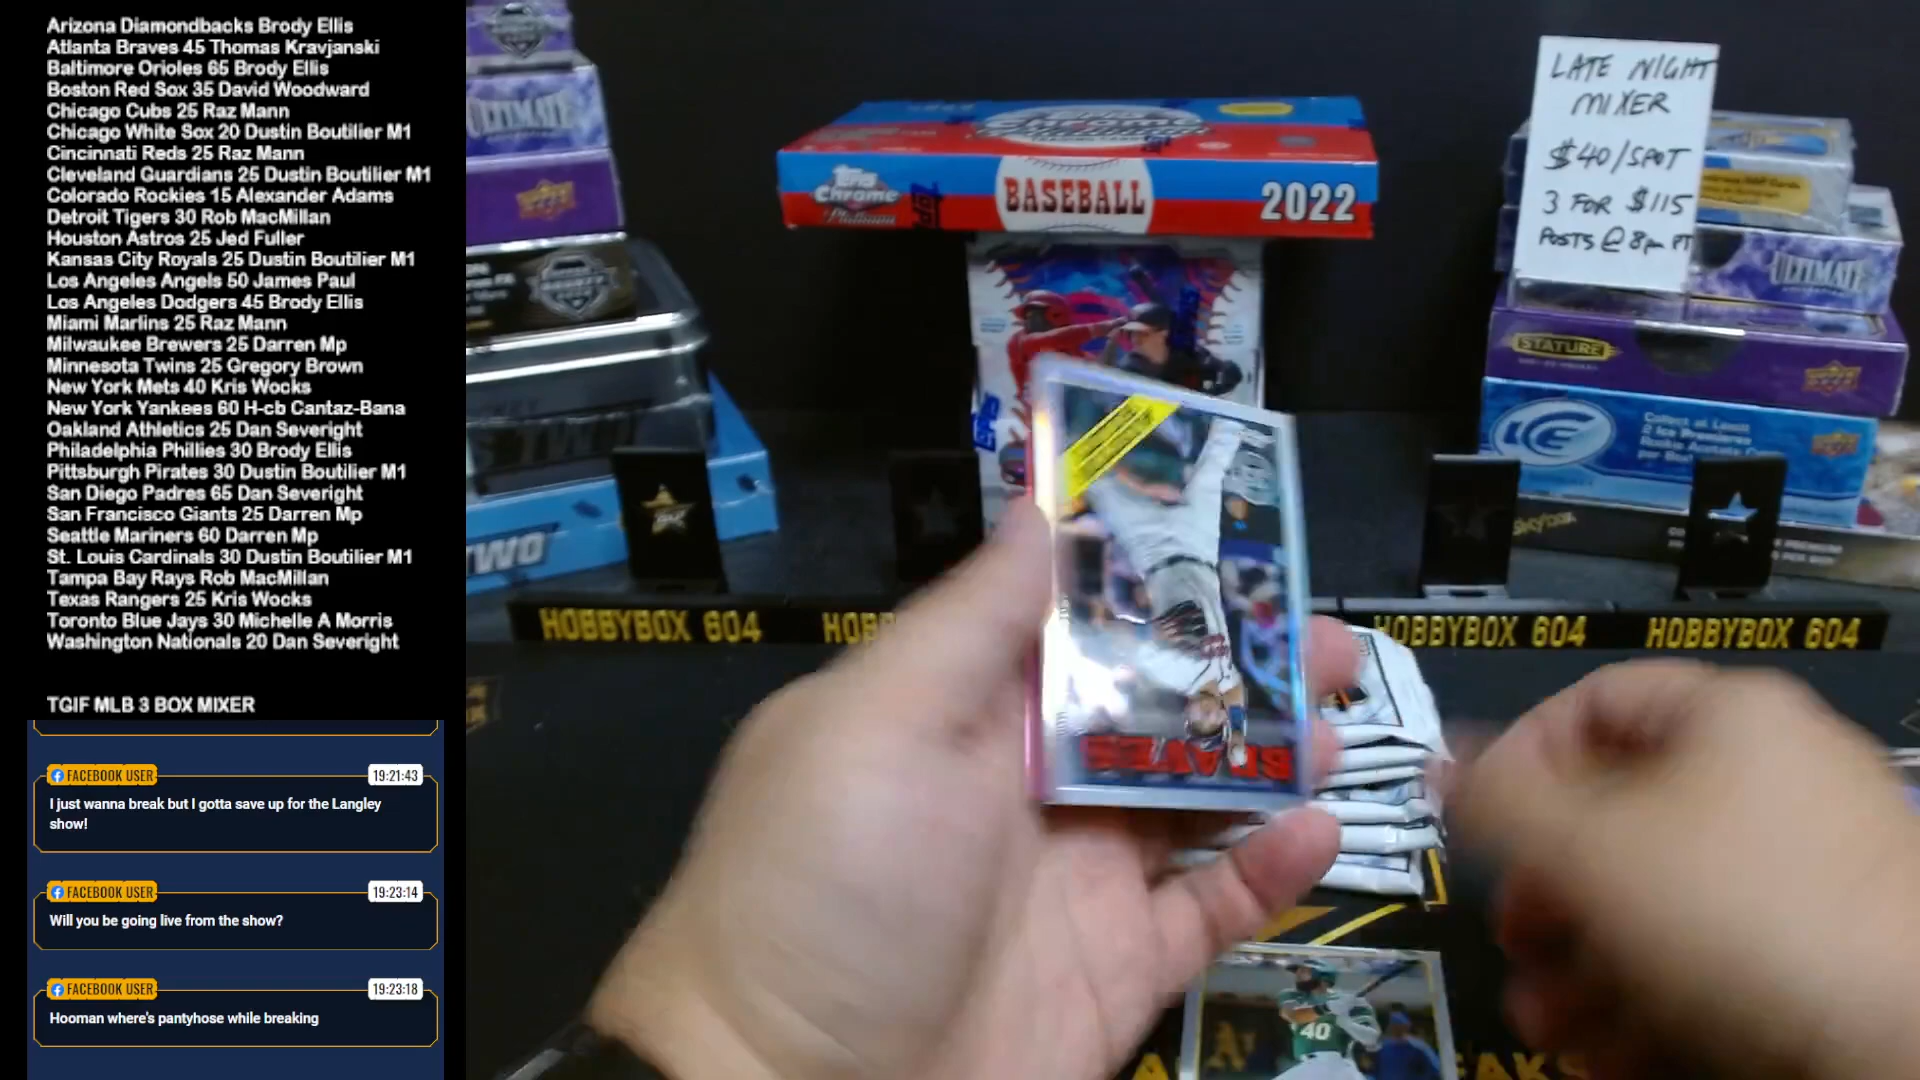 Arizona Diamondbacks Brody Ellis
Atlanta Braves 45 Thomas Kravjanski
Baltimore Orioles 65 Brody Ellis
Boston Red Sox 35 David Woodward
Chicago Cubs 25 Raz Mann
Chicago White Sox 20 Dustin Boutilier M1
Cincinnati Reds 25 Raz Mann
Cleveland Guardians 25 Dustin Boutilier M1
Colorado Rockies 15 Alexander Adams
Detroit Tigers 30 Rob MacMillan
Houston Astros 25 Jed Fuller
Kansas City Royals 25 Dustin Boutilier M1
Los Angeles Angels 50 James Paul
Los Angeles Dodgers 45 Brody Ellis
Miami Marlins 25 Raz Mann
Milwaukee Brewers 25 Darren Mp
Minnesota Twins 25 Gregory Brown
New York Mets 40 Kris Wocks
New York Yankees 60 H-cb Cantaz-Bana
Oakland Athletics 25 Dan Severight
Philadelphia Phillies 30 Brody Ellis
Pittsburgh Pirates 30 Dustin Boutilier M1
San Diego Padres 65 Dan Severight
San Francisco Giants 25 Darren Mp
Seattle Mariners 60 Darren Mp
St. Louis Cardinals 30 Dustin Boutilier M1
Tampa Bay Rays Rob MacMillan
Texas Rangers 25 Kris Wocks
Toronto Blue Jays 30 Michelle A Morris
Washington Nationals 20 Dan Severight
TGIF MLB 3 BOX MIXER
FACEBOOK USER
19:21:43
I just wanna break but I gotta save up for the Langley
show!
FACEBOOK USER
19:23:14
Will you be going live from the show?
FACEBOOK USER
19:23:18
Hooman where's pantyhose while breaking
ULTIMATE
TWO
Topps
Chrome
Platinum
BASEBALL
2022
LATE NIGHT
MIXER
$40/SPOT
3 FOR $115
POSTS @ 8pm PT
ULTIMATE
STATURE
ICE
Collect at Least
2 Ice Premieres
Rookie Acetate
skybox
HOBBYBOX 604
HOBBYBOX 604
HOBBYBOX 604
BRAVES
40